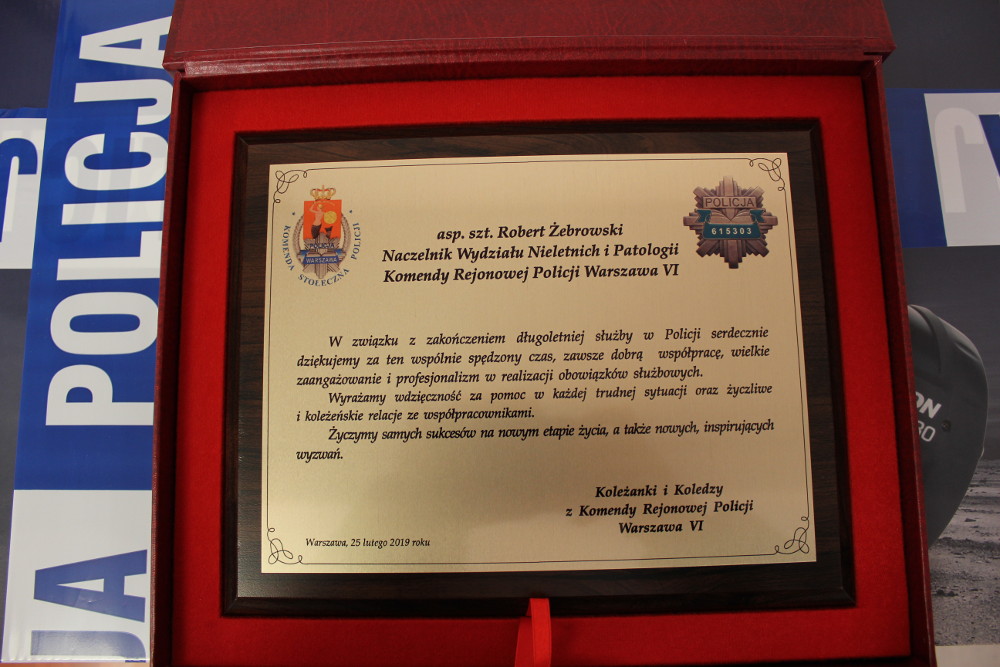 POLICJA
JA
KOMENDA STOŁECZNA POLICJI
POLICJA
WARSZAWA
POLICJA
615303
asp. szt. Robert Żebrowski
Naczelnik Wydziału Nieletnich i Patologii
Komendy Rejonowej Policji Warszawa VI
W związku z zakończeniem długoletniej służby w Policji serdecznie
dziękujemy za ten wspólnie spędzony czas, zawsze dobrą współpracę, wielkie
zaangażowanie i profesjonalizm w realizacji obowiązków służbowych.
Wyrażamy wdzięczność za pomoc w każdej trudnej sytuacji oraz życzliwe
i koleżeńskie relacje ze współpracownikami.
Życzymy samych sukcesów na nowym etapie życia, a także nowych, inspirujących
wyzwań.
Koleżanki i Koledzy
z Komendy Rejonowej Policji
Warszawa VI
Warszawa, 25 lutego 2019 roku